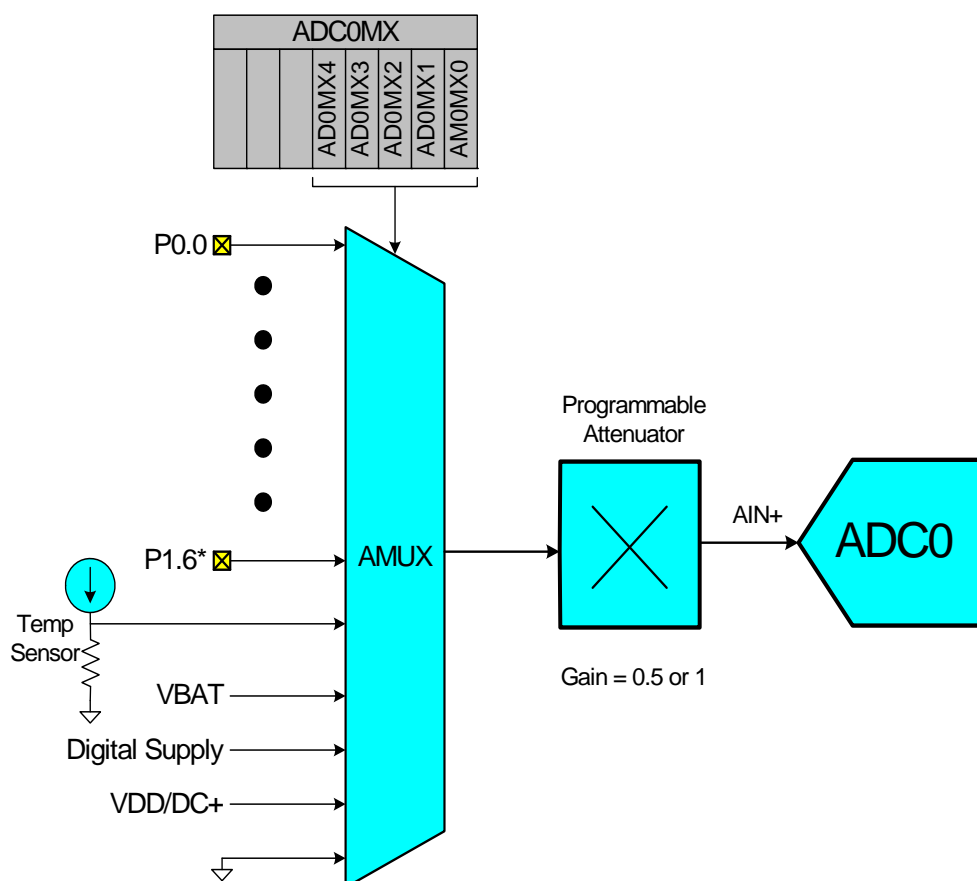 ADC0MX
AD0MX4
AD0MX3
AD0MX2
AD0MX1
AM0MX0
P0.0
Programmable
Attenuator
AIN+
ADC0
P1.6*
AMUX
Temp
Sensor
Gain = 0.5 or 1
VBAT
Digital Supply
VDD/DC+